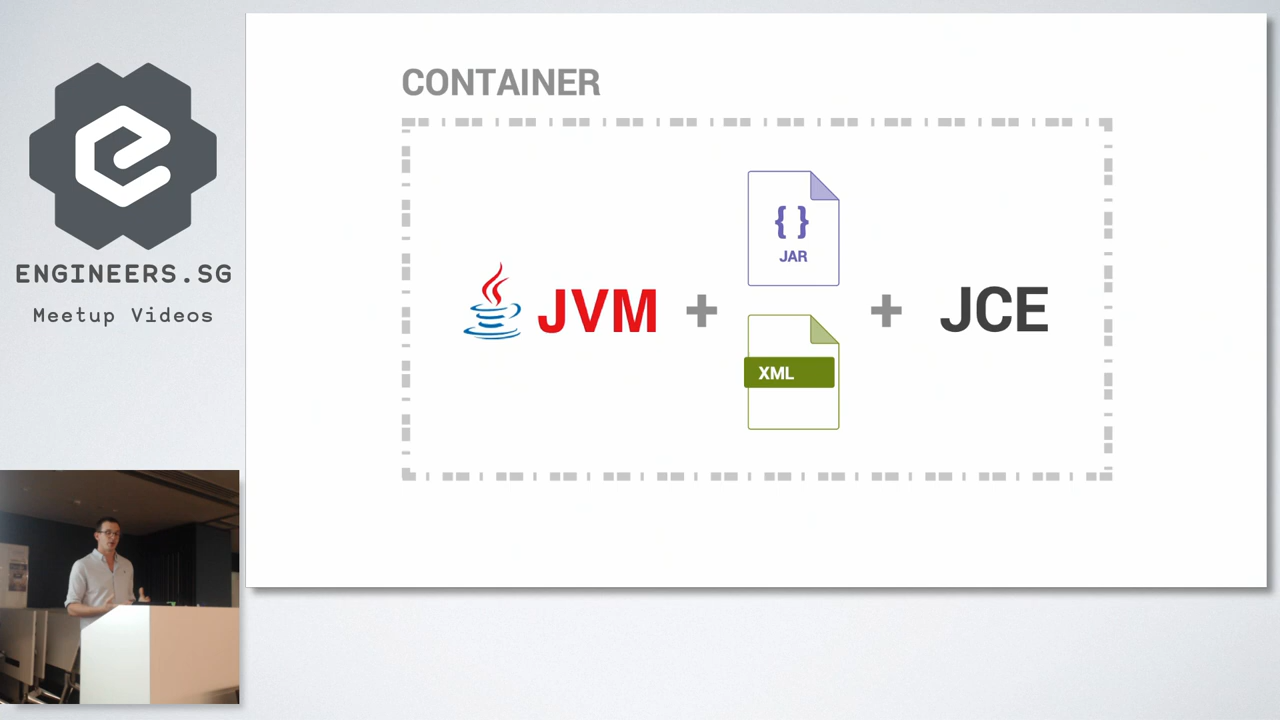 ENGINEERS.SG
Meetup Videos
CONTAINER
{ }
JAR
JVM + + JCE
XML